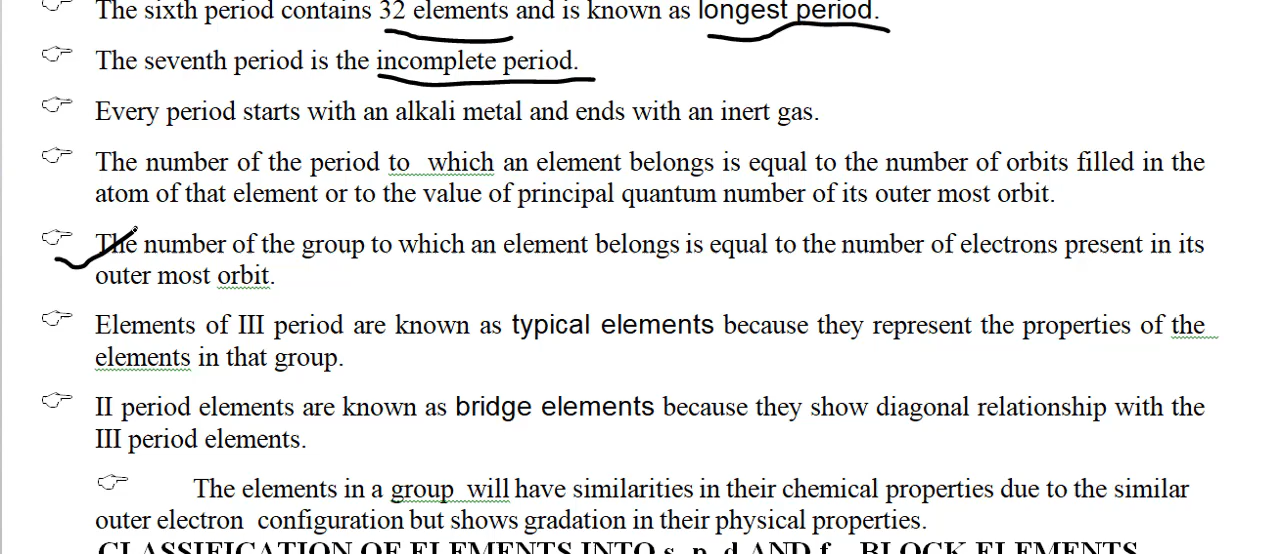 The sixth period contains 32 elements and is known as longest period.
The seventh period is the incomplete period.
Every period starts with an alkali metal and ends with an inert gas.
The number of the period to which an element belongs is equal to the number of orbits filled in the
atom of that element or to the value of principal quantum number of its outer most orbit.
The number of the group to which an element belongs is equal to the number of electrons present in its
outer most orbit.
Elements of III period are known as typical elements because they represent the properties of the
elements in that group.
II period elements are known as bridge elements because they show diagonal relationship with the
III period elements.
The elements in a group will have similarities in their chemical properties due to the similar
outer electron configuration but shows gradation in their physical properties.
CLASSIFICATION OF ELEMENTS INTO s, p, d AND f - BLOCK ELEMENTS